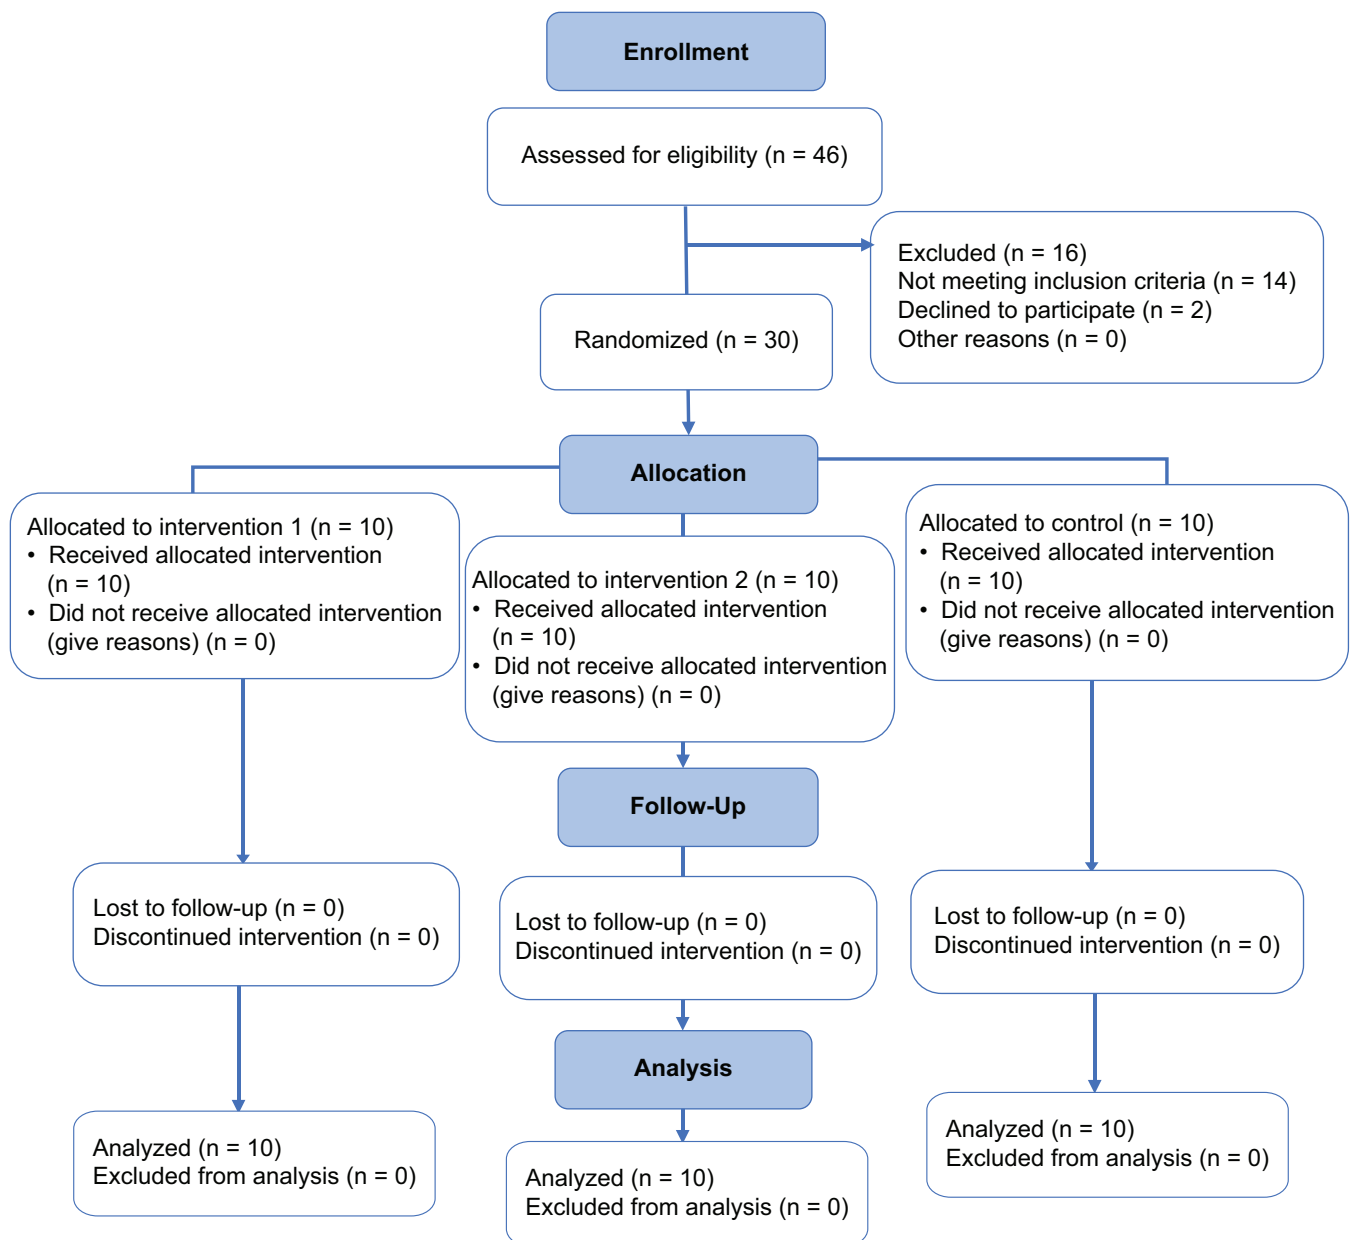 Enrollment
Assessed for eligibility (n = 46)
Excluded (n = 16)
Not meeting inclusion criteria (n = 14)
Declined to participate (n = 2)
Other reasons (n = 0)
Randomized (n = 30)
Allocation
Allocated to intervention 1 (n = 10)
• Received allocated intervention
(n = 10)
• Did not receive allocated intervention
(give reasons) (n = 0)
Allocated to intervention 2 (n = 10)
• Received allocated intervention
(n = 10)
• Did not receive allocated intervention
(give reasons) (n = 0)
Allocated to control (n = 10)
• Received allocated intervention
(n = 10)
• Did not receive allocated intervention
(give reasons) (n = 0)
Follow-Up
Lost to follow-up (n = 0)
Discontinued intervention (n = 0)
Lost to follow-up (n = 0)
Discontinued intervention (n = 0)
Lost to follow-up (n = 0)
Discontinued intervention (n = 0)
Analysis
Analyzed (n = 10)
Excluded from analysis (n = 0)
Analyzed (n = 10)
Excluded from analysis (n = 0)
Analyzed (n = 10)
Excluded from analysis (n = 0)